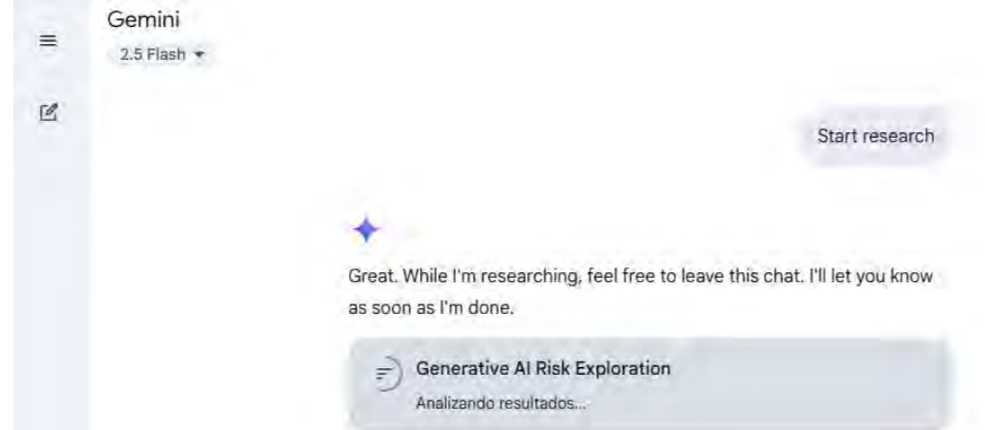 Gemini
2.5 Flash
Start research
Great. While I'm researching, feel free to leave this chat. I'll let you know
as soon as I'm done.
Generative AI Risk Exploration
Analizando resultados...